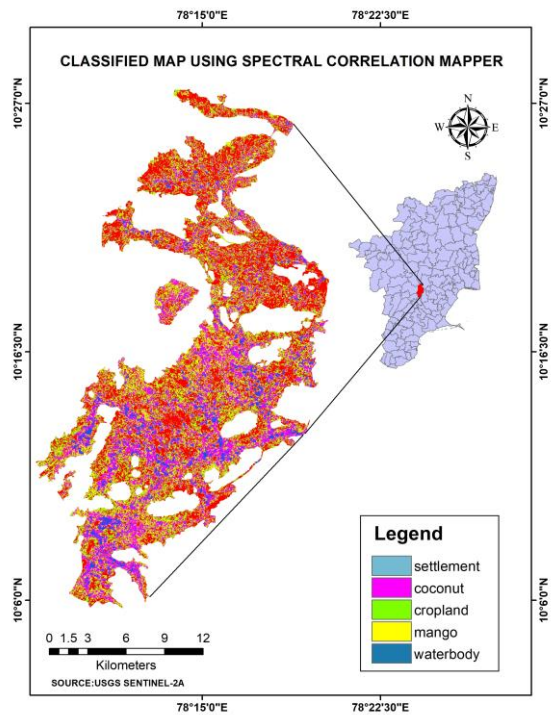 78°15'0"E 78°22'30"E
CLASSIFIED MAP USING SPECTRAL CORRELATION MAPPER
10°27'0"N 10°27'0"N
N
W E
S
10°16'30"N 10°16'30"N
Legend
settlement
coconut
cropland
mango
waterbody
10°6'0"N 10°6'0"N
0 1.5 3 6 9 12
Kilometers
SOURCE:USGS SENTINEL-2A
78°15'0"E 78°22'30"E